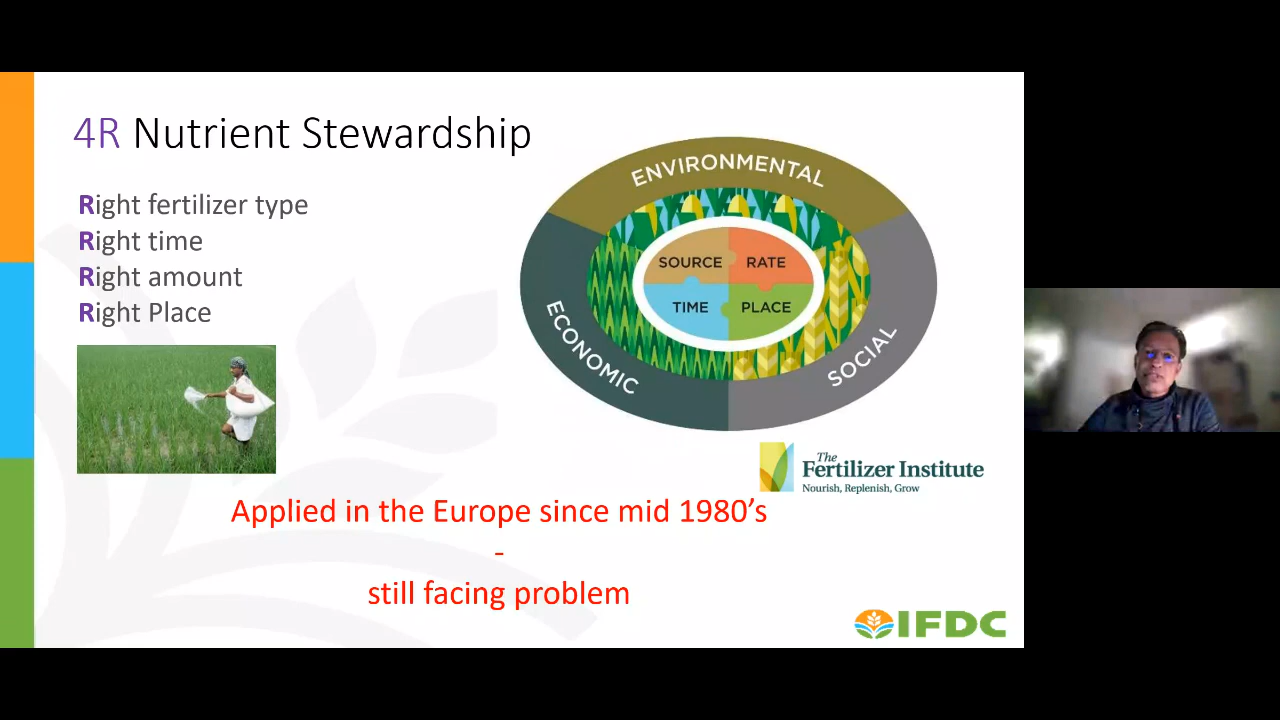 4R Nutrient Stewardship
Right fertilizer type
Right time
Right amount
Right Place
ENVIRONMENTAL
SOURCE
RATE
TIME
PLACE
ECONOMIC
SOCIAL
The
Fertilizer Institute
Nourish, Replenish, Grow
Applied in the Europe since mid 1980’s
-
still facing problem
IFDC